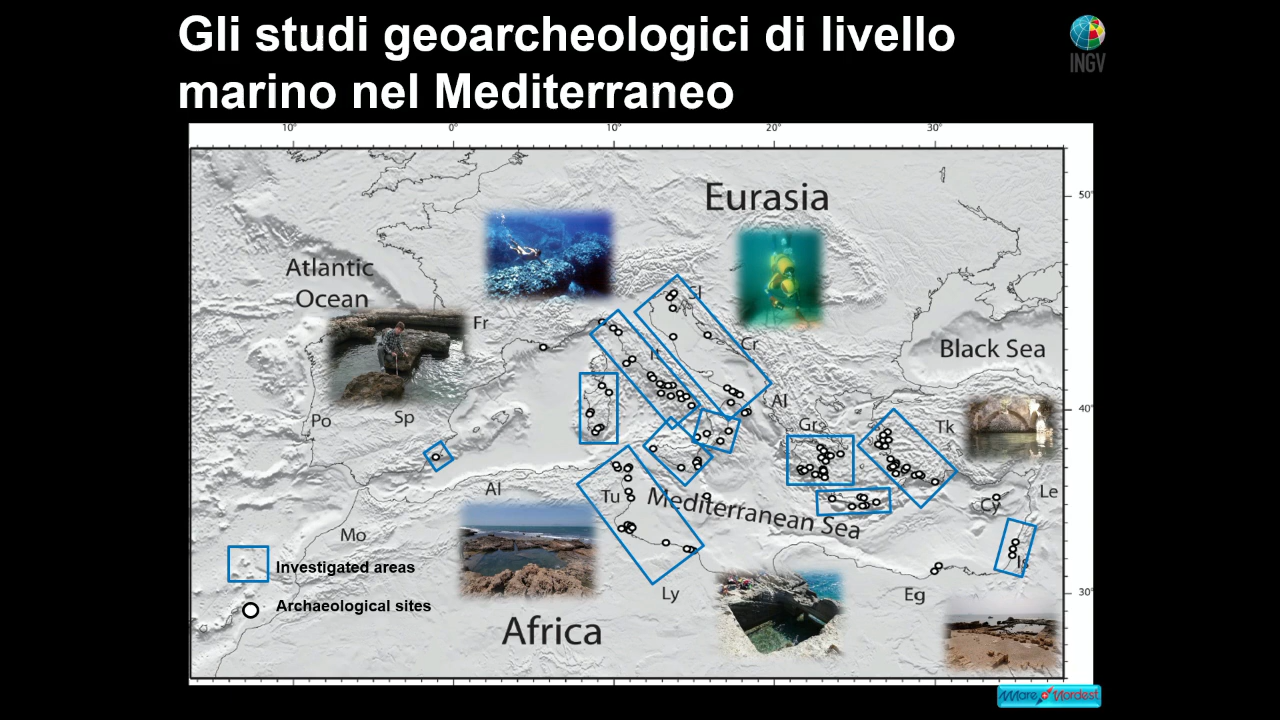 Gli studi geoarcheologici di livello
marino nel Mediterraneo
INGV
10°
0°
10°
20°
30°
50°
Eurasia
Atlantic
Ocean
Sl
Fr
It
Cr
Black Sea
Al
40°
Po
Sp
Gr
Tk
Al
Tu
Mediterranean Sea
Cy
Le
Mo
Is
Investigated areas
Ly
Eg
30°
Archaeological sites
Africa
Mare Nordest